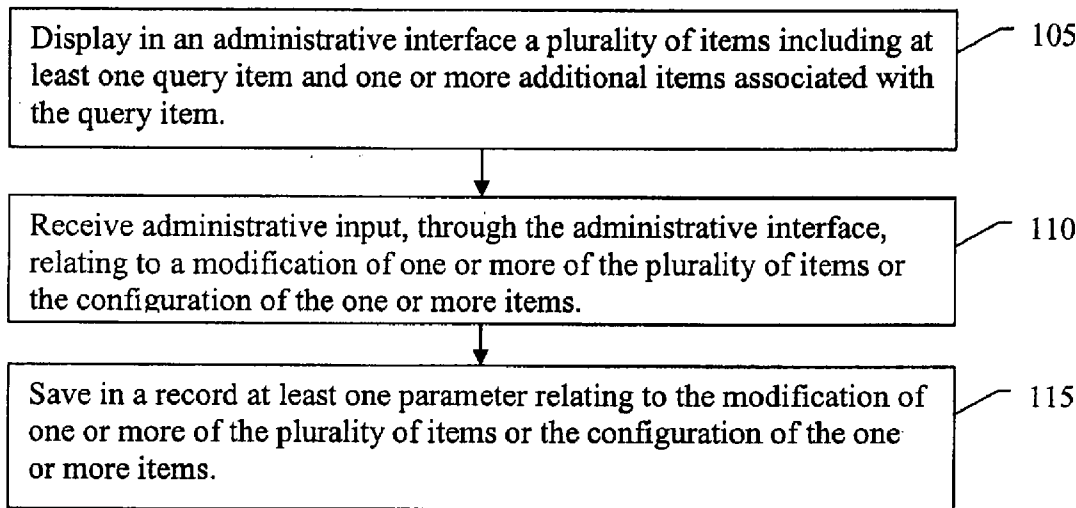 Display in an administrative interface a plurality of items including at
least one query item and one or more additional items associated with
the query item.
105
Receive administrative input, through the administrative interface,
relating to a modification of one or more of the plurality of items or
the configuration of the one or more items.
110
Save in a record at least one parameter relating to the modification of
one or more of the plurality of items or the configuration of the one
or more items.
115